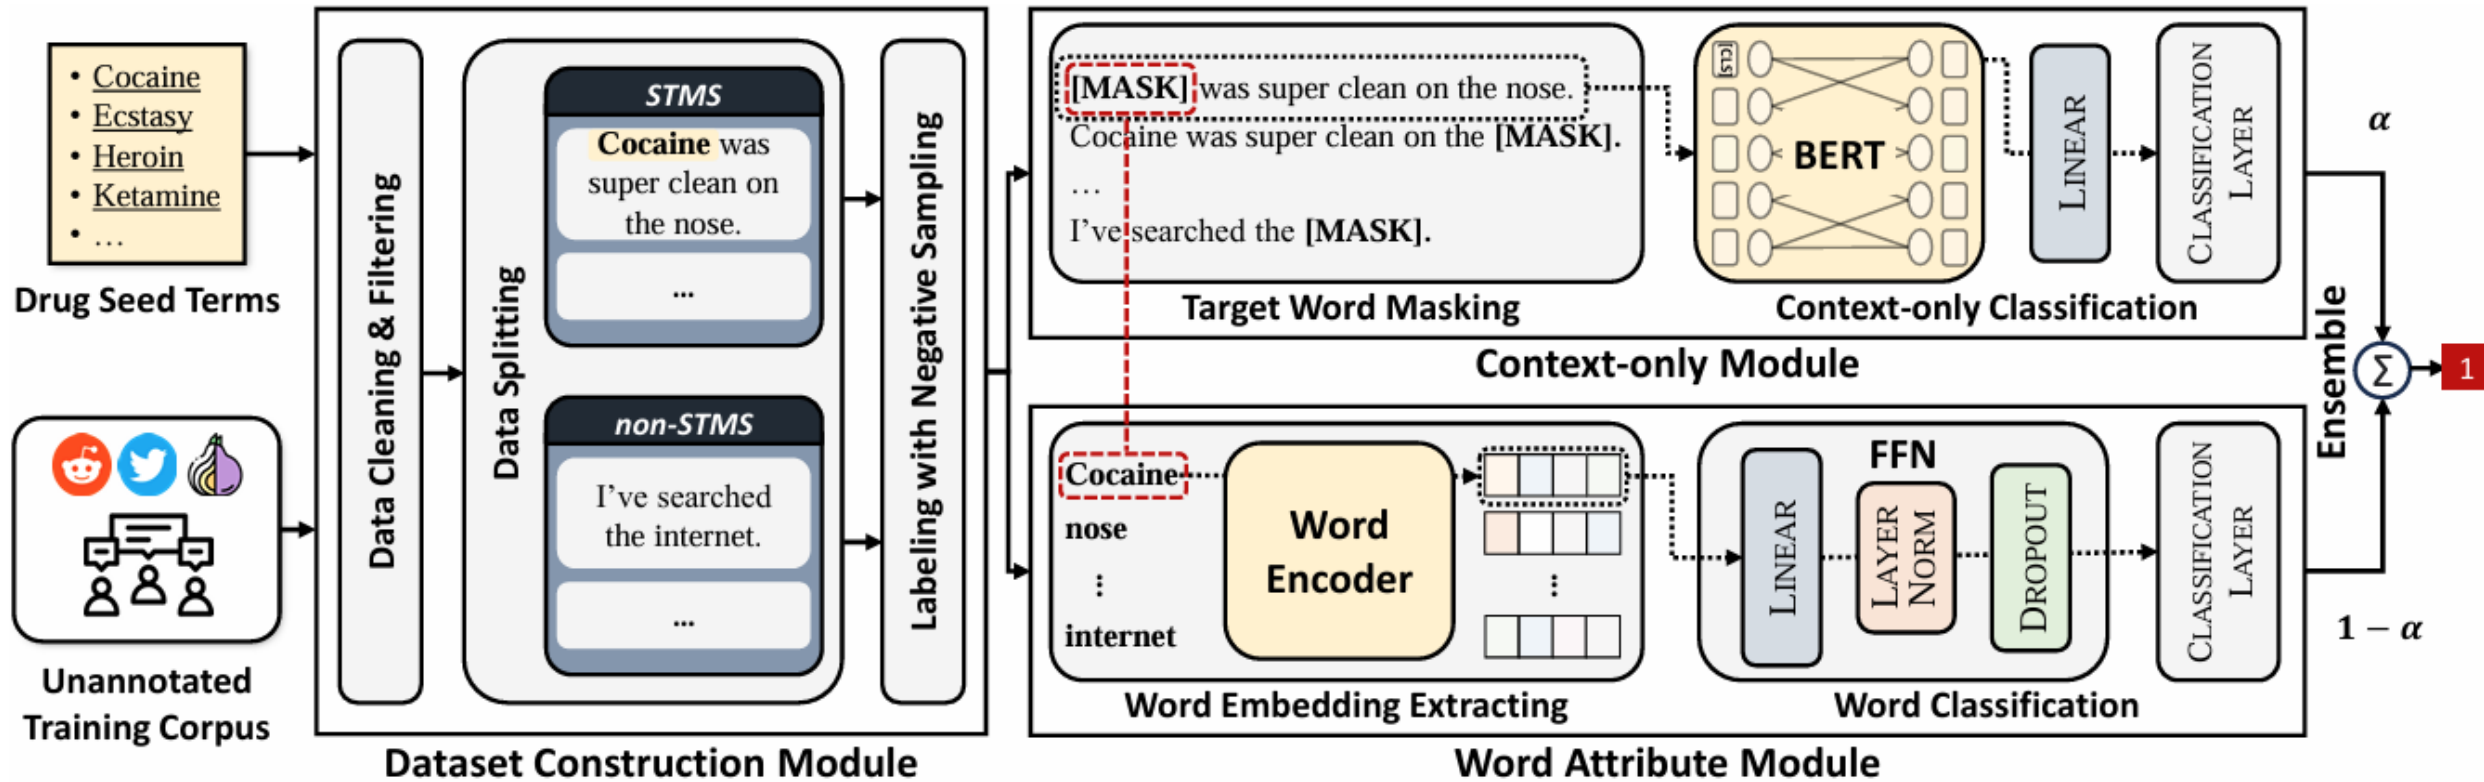 • Cocaine
• Ecstasy
• Heroin
• Ketamine
• …
Drug Seed Terms
Unannotated
Training Corpus
Data Cleaning & Filtering
Data Splitting
STMS
Cocaine was
super clean on
the nose.
...
non-STMS
I've searched
the internet.
...
Labeling with Negative Sampling
Dataset Construction Module
[MASK] was super clean on the nose.
Cocaine was super clean on the [MASK].
…
I've searched the [MASK].
Target Word Masking
[CLS]
BERT
LINEAR
CLASSIFICATION
LAYER
Context-only Classification
Context-only Module
Cocaine
nose
⋮
internet
Word
Encoder
⋮
Word Embedding Extracting
FFN
LINEAR
LAYER
NORM
DROPOUT
CLASSIFICATION
LAYER
Word Classification
Word Attribute Module
α
Ensemble
Σ
1
1 − α